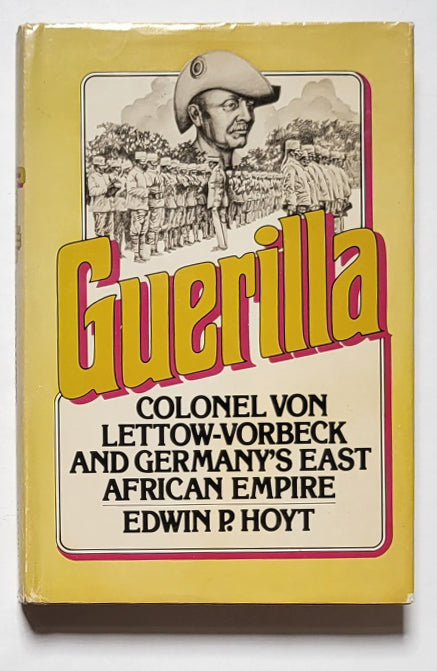 Guerilla
COLONEL VON
LETTOW-VORBECK
AND GERMANY'S EAST
AFRICAN EMPIRE
EDWIN P. HOYT